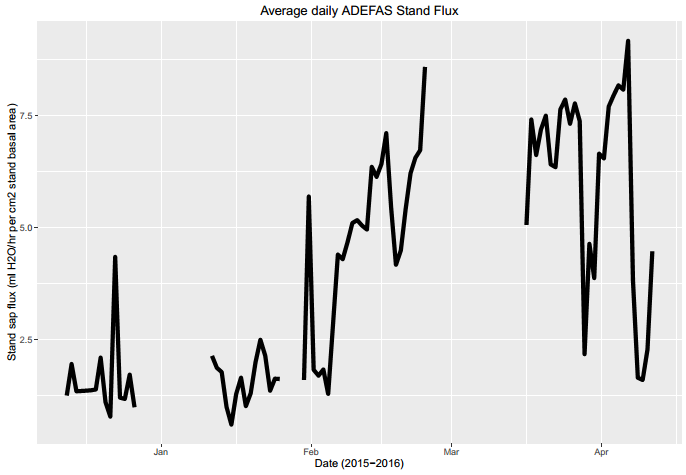 Average daily ADEFAS Stand Flux
Stand sap flux (ml H2O/hr per cm2 stand basal area)
7.5
5.0
2.5
Jan Feb Mar Apr
Date (2015−2016)